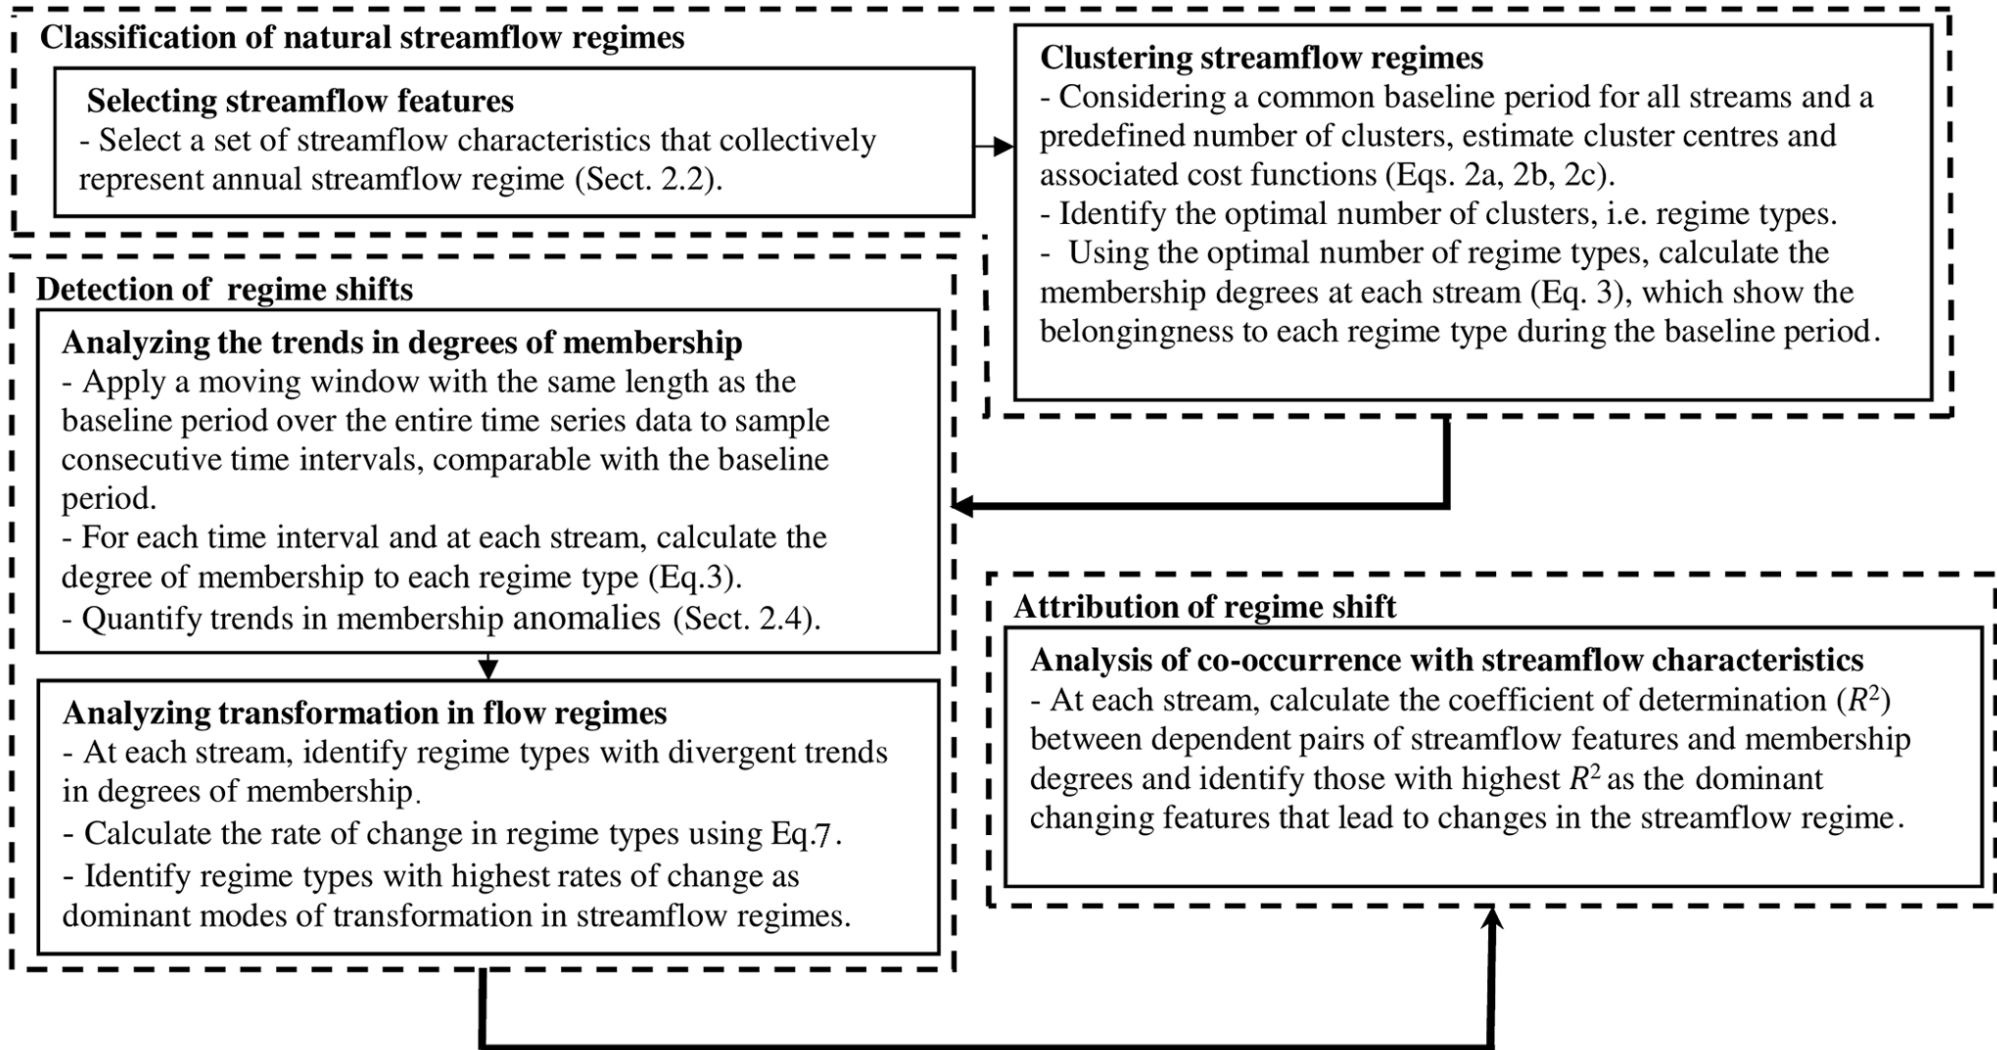 Classification of natural streamflow regimes
Selecting streamflow features
- Select a set of streamflow characteristics that collectively
represent annual streamflow regime (Sect. 2.2).
Clustering streamflow regimes
- Considering a common baseline period for all streams and a
predefined number of clusters, estimate cluster centres and
associated cost functions (Eqs. 2a, 2b, 2c).
- Identify the optimal number of clusters, i.e. regime types.
- Using the optimal number of regime types, calculate the
membership degrees at each stream (Eq. 3), which show the
belongingness to each regime type during the baseline period.
Detection of regime shifts
Analyzing the trends in degrees of membership
- Apply a moving window with the same length as the
baseline period over the entire time series data to sample
consecutive time intervals, comparable with the baseline
period.
- For each time interval and at each stream, calculate the
degree of membership to each regime type (Eq.3).
- Quantify trends in membership anomalies (Sect. 2.4).
Analyzing transformation in flow regimes
- At each stream, identify regime types with divergent trends
in degrees of membership.
- Calculate the rate of change in regime types using Eq.7.
- Identify regime types with highest rates of change as
dominant modes of transformation in streamflow regimes.
Attribution of regime shift
Analysis of co-occurrence with streamflow characteristics
- At each stream, calculate the coefficient of determination (R²)
between dependent pairs of streamflow features and membership
degrees and identify those with highest R² as the dominant
changing features that lead to changes in the streamflow regime.